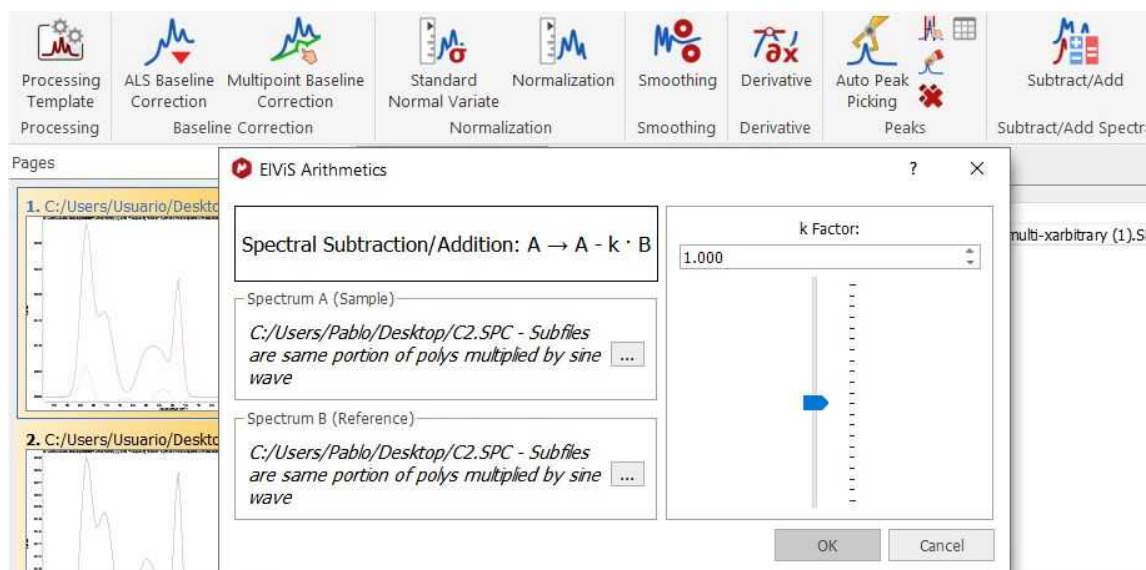 Processing
Template
ALS Baseline
Correction
Multipoint Baseline
Correction
Standard
Normal Variate
Normalization
Smoothing
Derivative
Auto Peak
Picking
Subtract/Add
Processing
Baseline Correction
Normalization
Smoothing
Derivative
Peaks
Subtract/Add Spectra
Pages
ElViS Arithmetics
?
1. C:/Users/Usuario/Deskto
Spectral Subtraction/Addition: A → A - k · B
k Factor:
1.000
multi-xarbitrary (1).S
Spectrum A (Sample)
C:/Users/Pablo/Desktop/C2.SPC - Subfiles
are same portion of polys multiplied by sine
wave
...
Spectrum B (Reference)
C:/Users/Pablo/Desktop/C2.SPC - Subfiles
are same portion of polys multiplied by sine
wave
...
2. C:/Users/Usuario/Deskto
OK
Cancel